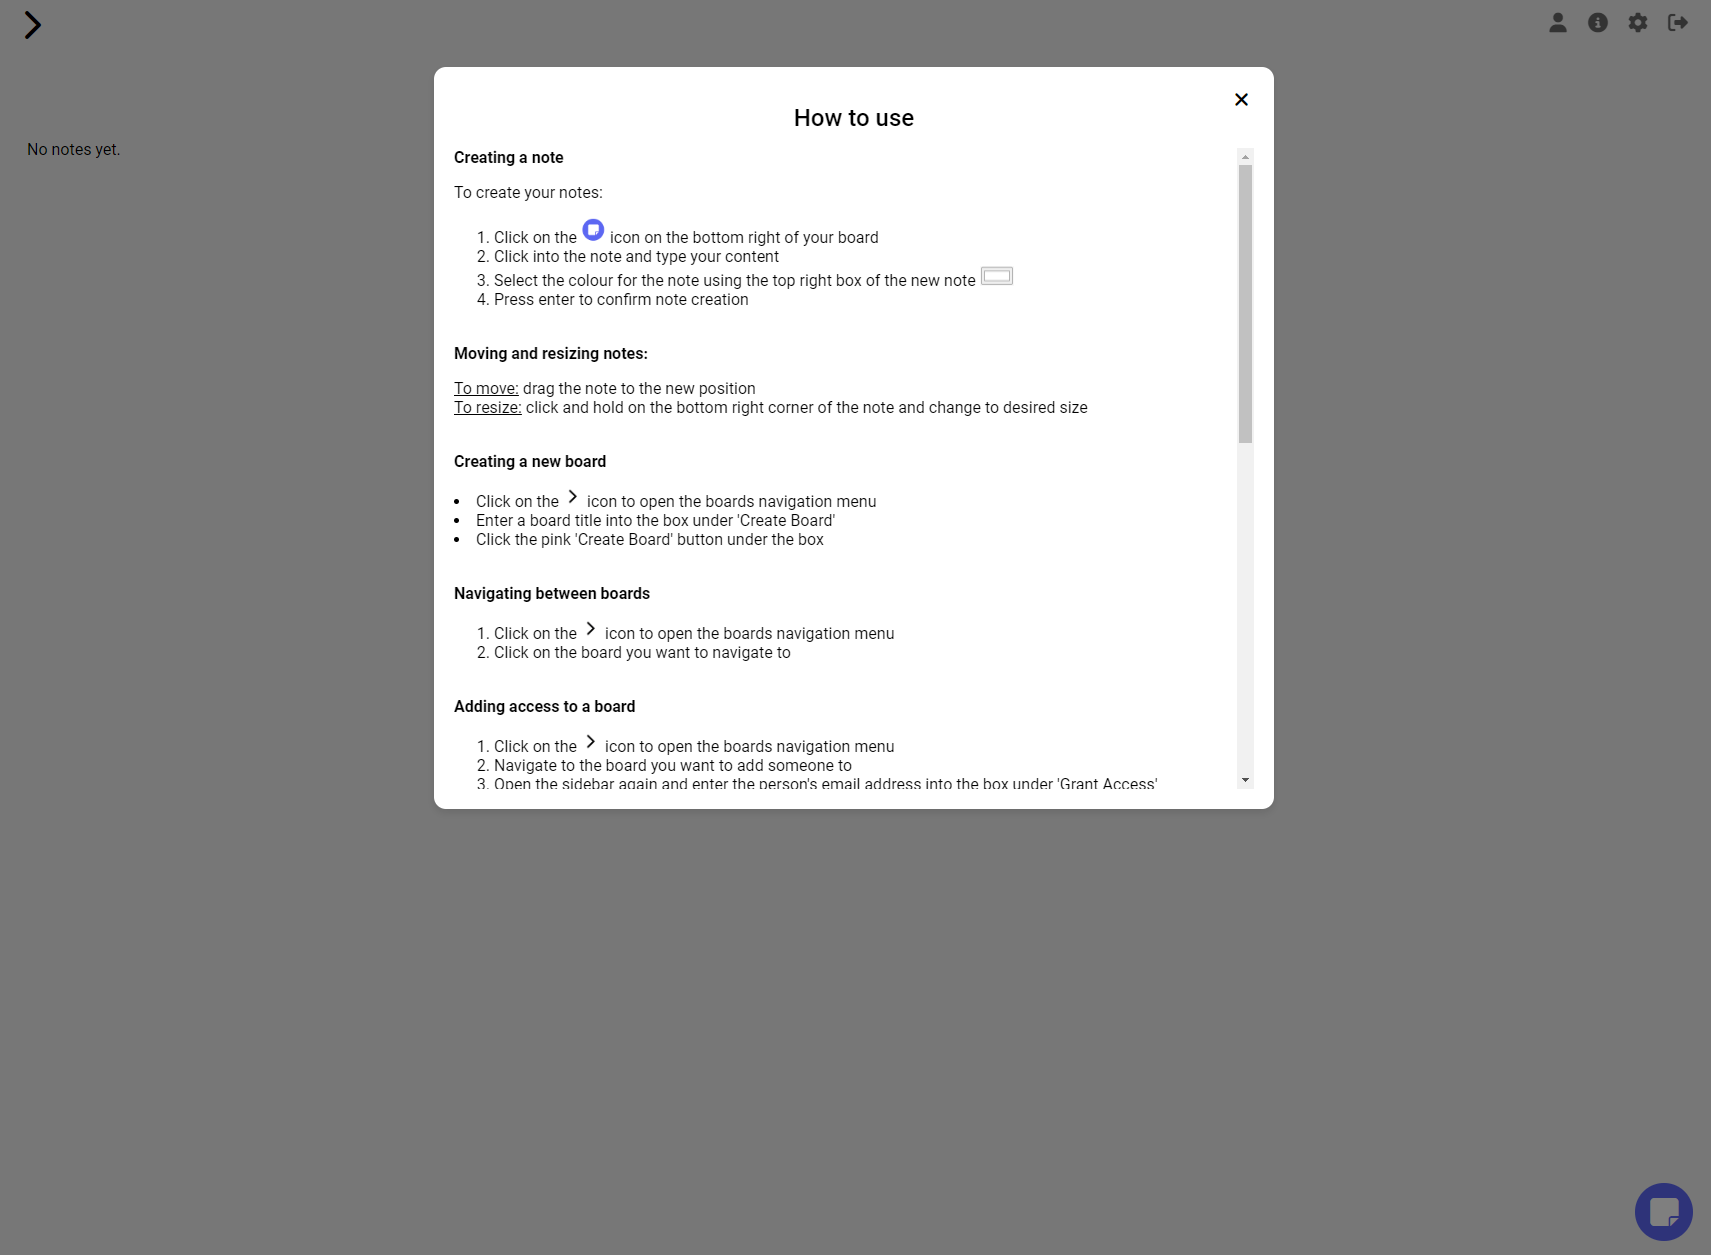 How to use
No notes yet.
Creating a note
To create your notes:
1. Click on the icon on the bottom right of your board
2. Click into the note and type your content
3. Select the colour for the note using the top right box of the new note
4. Press enter to confirm note creation
Moving and resizing notes:
To move: drag the note to the new position
To resize: click and hold on the bottom right corner of the note and change to desired size
Creating a new board
• Click on the icon to open the boards navigation menu
• Enter a board title into the box under 'Create Board'
• Click the pink 'Create Board' button under the box
Navigating between boards
1. Click on the icon to open the boards navigation menu
2. Click on the board you want to navigate to
Adding access to a board
1. Click on the icon to open the boards navigation menu
2. Navigate to the board you want to add someone to
3. Open the sidebar again and enter the person's email address into the box under 'Grant Access'